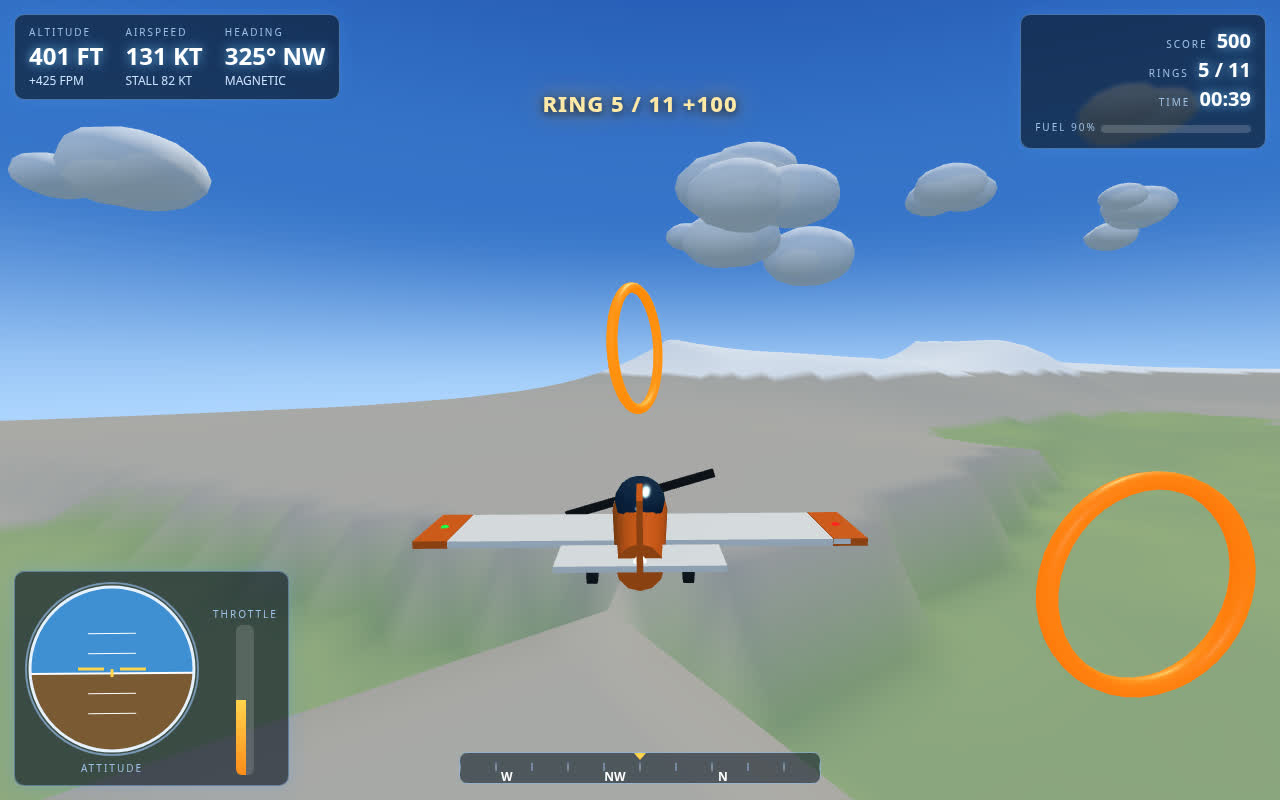 ALTITUDE AIRSPEED HEADING
401 FT 131 KT 325° NW
+425 FPM STALL 82 KT MAGNETIC
SCORE 500
RINGS 5 / 11
TIME 00:39
FUEL 90%
RING 5 / 11 +100
THROTTLE
ATTITUDE
W NW N